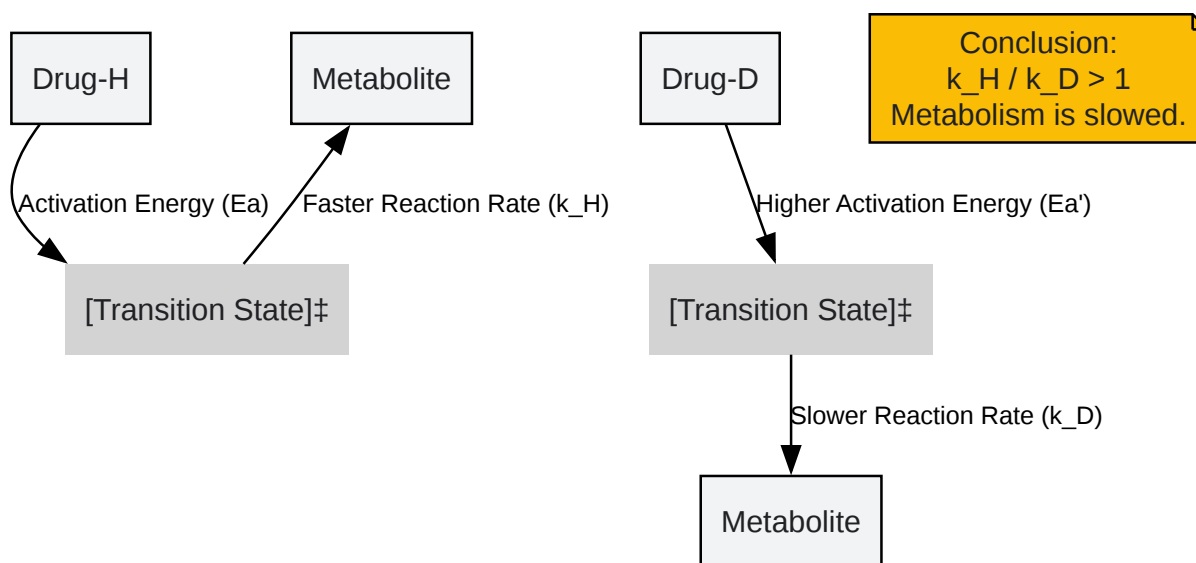 Drug-H
Metabolite
Drug-D
Conclusion:
k_H / k_D > 1
Metabolism is slowed.
Activation Energy (Ea)
Faster Reaction Rate (k_H)
Higher Activation Energy (Ea')
[Transition State]‡
[Transition State]‡
Slower Reaction Rate (k_D)
Metabolite